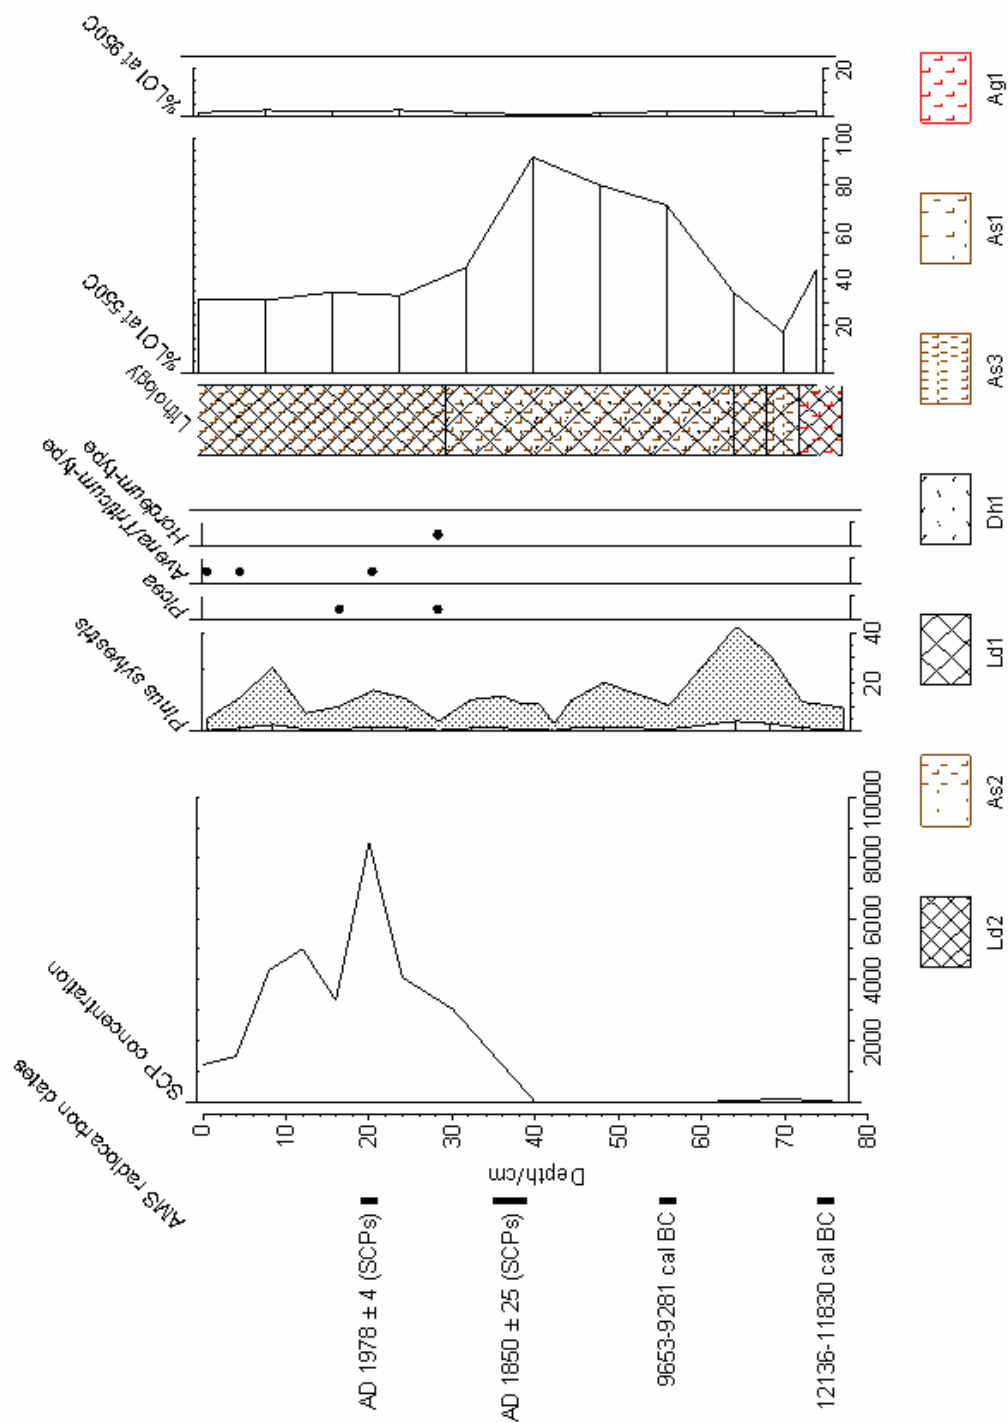 AMS radiocarbon dates
SCP concentration
Pinus sylvestris
Picea
Avena/Triticum-type
Hordeum-type
Lithology
%LOI at 550C
%LOI at 950C
0
10
20
30
40
50
60
70
80
Depth/cm
AD 1978 ± 4 (SCPs)
AD 1850 ± 25 (SCPs)
9653-9281 cal BC
12136-11830 cal BC
2000
4000
6000
8000
10000
20
40
20
40
60
80
100
20
Ld2
As2
Ld1
Dh1
As3
As1
Ag1